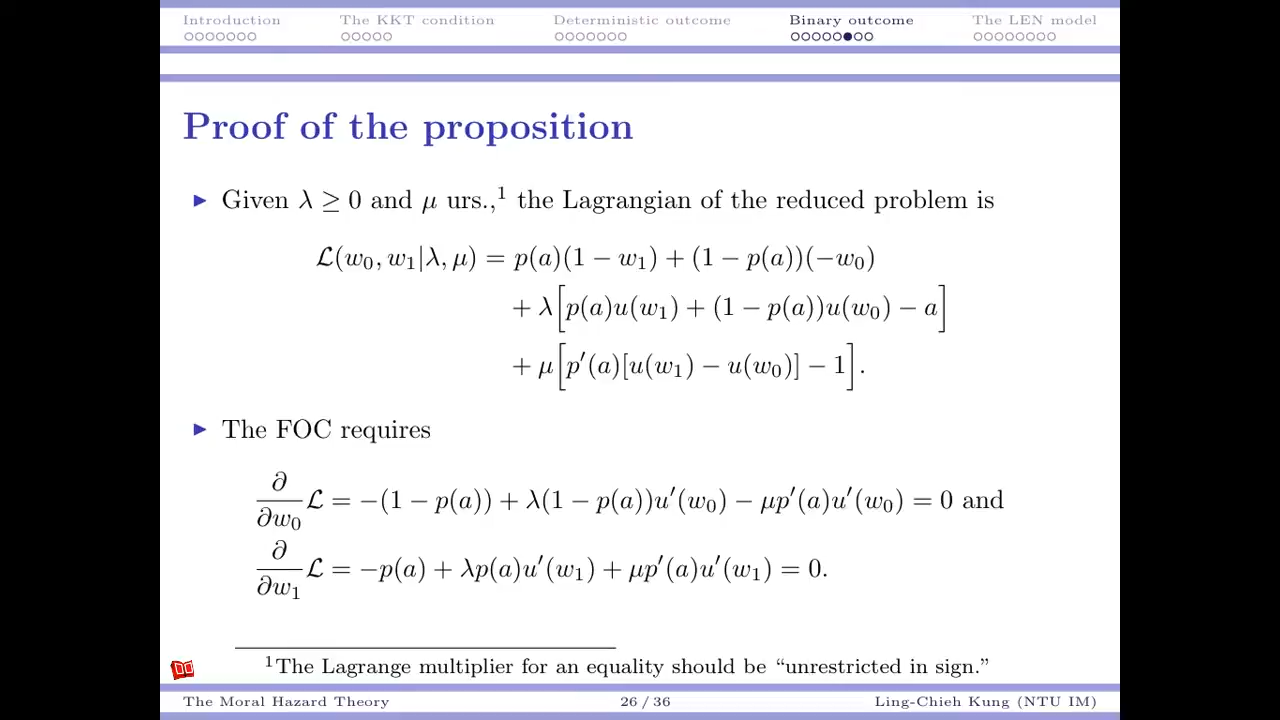 Introduction The KKT condition Deterministic outcome Binary outcome The LEN model
Proof of the proposition
▶ Given λ ≥ 0 and μ urs.,¹ the Lagrangian of the reduced problem is
ℒ(w₀, w₁|λ, μ) = p(a)(1 − w₁) + (1 − p(a))(−w₀)
+ λ[p(a)u(w₁) + (1 − p(a))u(w₀) − a]
+ μ[p′(a)[u(w₁) − u(w₀)] − 1].
▶ The FOC requires
∂/∂w₀ ℒ = −(1 − p(a)) + λ(1 − p(a))u′(w₀) − μp′(a)u′(w₀) = 0 and
∂/∂w₁ ℒ = −p(a) + λp(a)u′(w₁) + μp′(a)u′(w₁) = 0.
¹The Lagrange multiplier for an equality should be “unrestricted in sign.”
The Moral Hazard Theory 26 / 36 Ling-Chieh Kung (NTU IM)